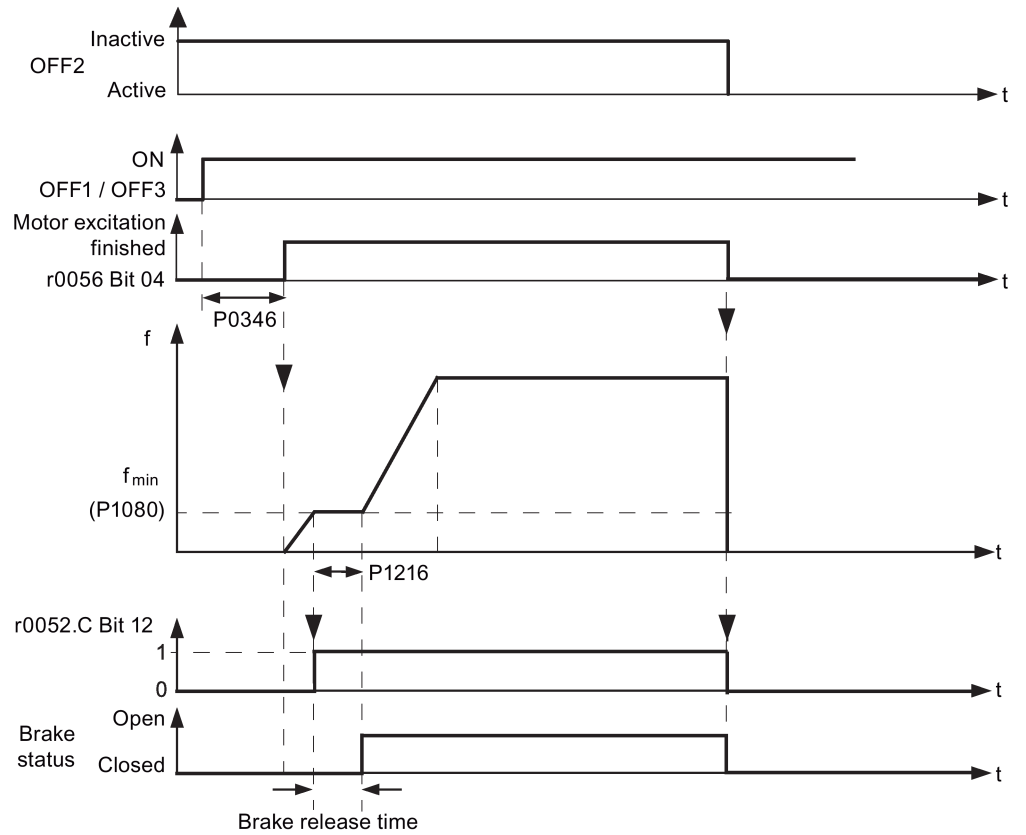 Inactive
OFF2
Active
t
ON
OFF1 / OFF3
t
Motor excitation
finished
r0056 Bit 04
t
P0346
f
fmin
(P1080)
t
P1216
r0052.C Bit 12
1
0
t
Open
Brake
status
Closed
t
Brake release time